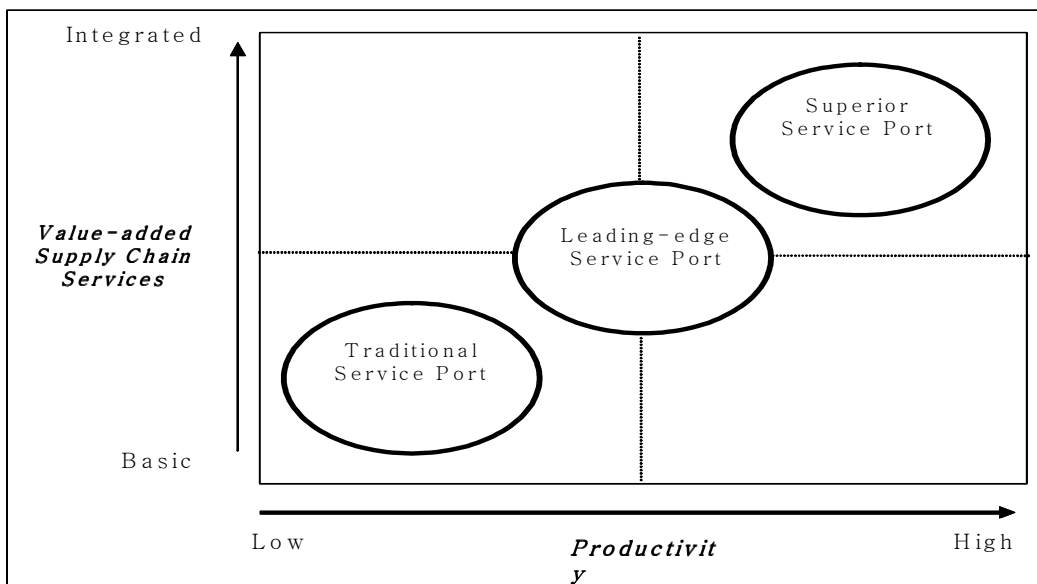 Integrated
Superior
Service Port
Value-added
Supply Chain
Services
Leading-edge
Service Port
Traditional
Service Port
Basic
Low
Productivit
y
High